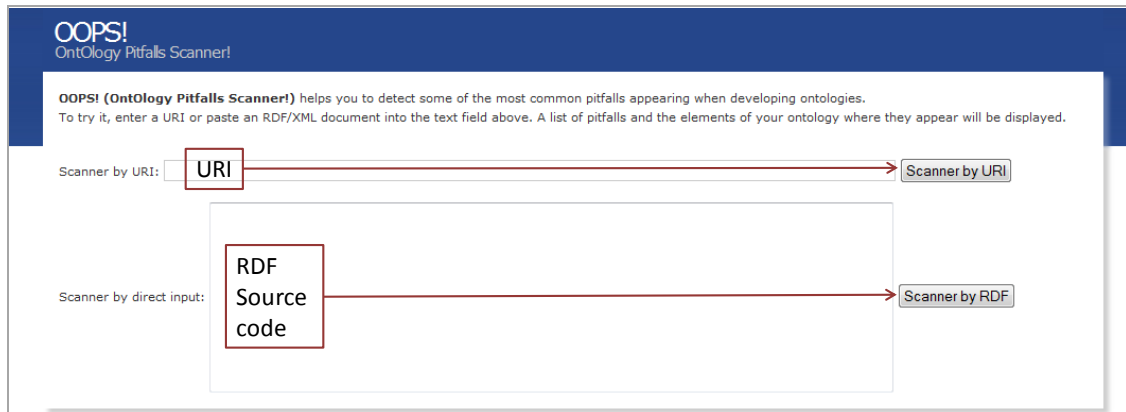 OOPS!
OntOlogy Pitfalls Scanner!
OOPS! (OntOlogy Pitfalls Scanner!) helps you to detect some of the most common pitfalls appearing when developing ontologies.
To try it, enter a URI or paste an RDF/XML document into the text field above. A list of pitfalls and the elements of your ontology where they appear will be displayed.
Scanner by URI: URI Scanner by URI
RDF
Scanner by direct input: Source Scanner by RDF
code